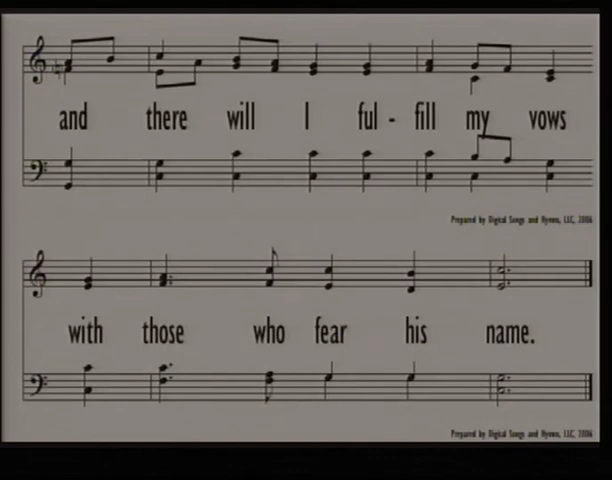 and there will I ful - fill my vows
Prepared by Digital Songs and Hymns, LLC, 2006
with those who fear his name.
Prepared by Digital Songs and Hymns, LLC, 2006